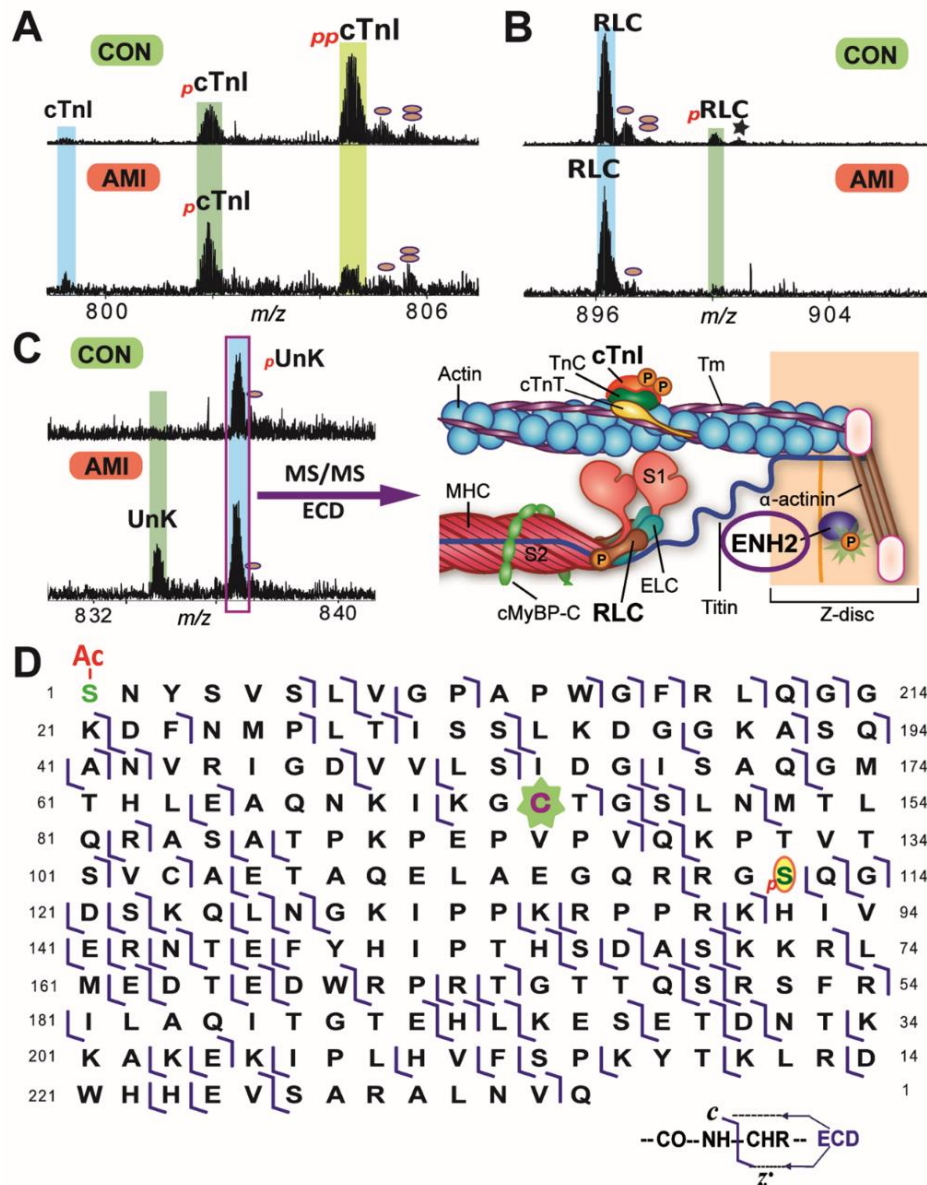 A
CON
cTnI
pcTnI
ppcTnI
AMI
pcTnI
800
m/z
806
B
RLC
CON
pRLC
RLC
AMI
896
m/z
904
C
CON
pUnK
AMI
UnK
832
m/z
840
MS/MS
ECD
Actin
TnC
cTnI
cTnT
P
P
Tm
MHC
S1
S2
α-actinin
ENH2
P
P
ELC
cMyBP-C
RLC
Titin
Z-disc
D
Ac
1 S N Y S V S L V G P A P W G F R L Q G G 214
21 K D F N M P L T I S S L K D G G K A S Q 194
41 A N V R I G D V V L S I D G I S A Q G M 174
61 T H L E A Q N K I K G C T G S L N M T L 154
81 Q R A S A T P K P E P V P V Q K P T V T 134
101 S V C A E T A Q E L A E G Q R R G pS Q G 114
121 D S K Q L N G K I P P K R P P R K H I V 94
141 E R N T E F Y H I P T H S D A S K K R L 74
161 M E D T E D W R P R T G T T Q S R S F R 54
181 I L A Q I T G T E H L K E S E T D N T K 34
201 K A K E K I P L H V F S P K Y T K L R D 14
221 W H H E V S A R A L N V Q 1
c
--CO--NH--CHR-- ECD
z•